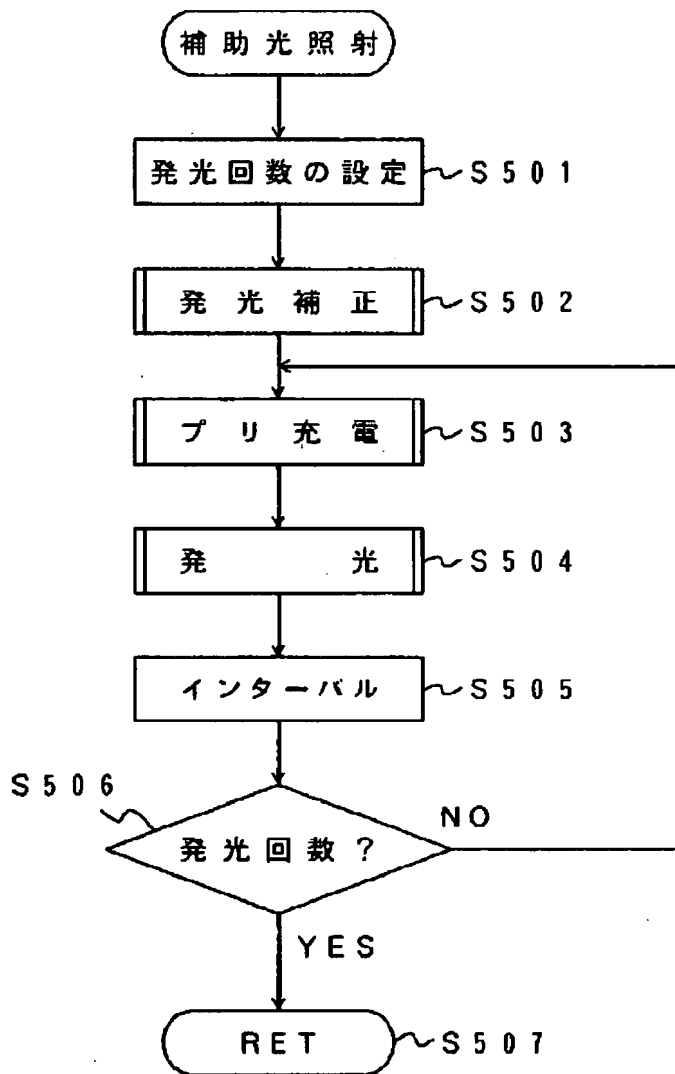 補助光照射
発光回数の設定 S501
発光補正 S502
プリ充電 S503
発光 S504
インターバル S505
S506
発光回数? NO
YES
RET S507